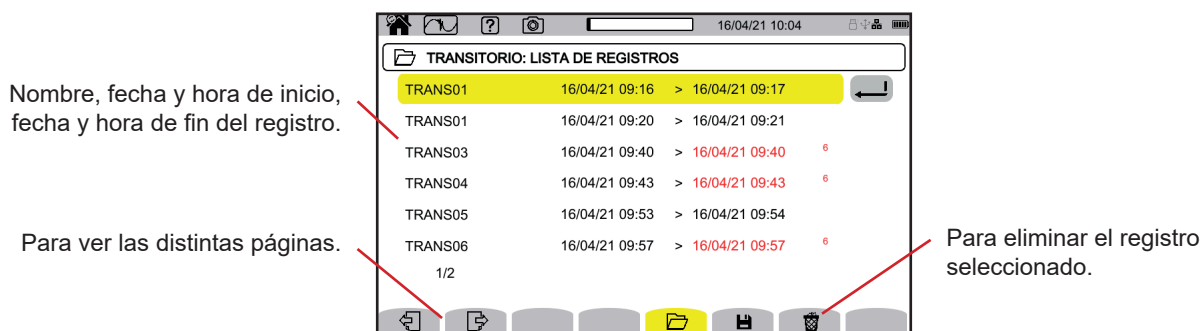 16/04/21 10:04
TRANSITORIO: LISTA DE REGISTROS
Nombre, fecha y hora de inicio,
fecha y hora de fin del registro.
TRANS01 16/04/21 09:16 > 16/04/21 09:17
TRANS01 16/04/21 09:20 > 16/04/21 09:21
TRANS03 16/04/21 09:40 > 16/04/21 09:40 6
TRANS04 16/04/21 09:43 > 16/04/21 09:43 6
TRANS05 16/04/21 09:53 > 16/04/21 09:54
TRANS06 16/04/21 09:57 > 16/04/21 09:57 6
1/2
Para ver las distintas páginas.
Para eliminar el registro
seleccionado.